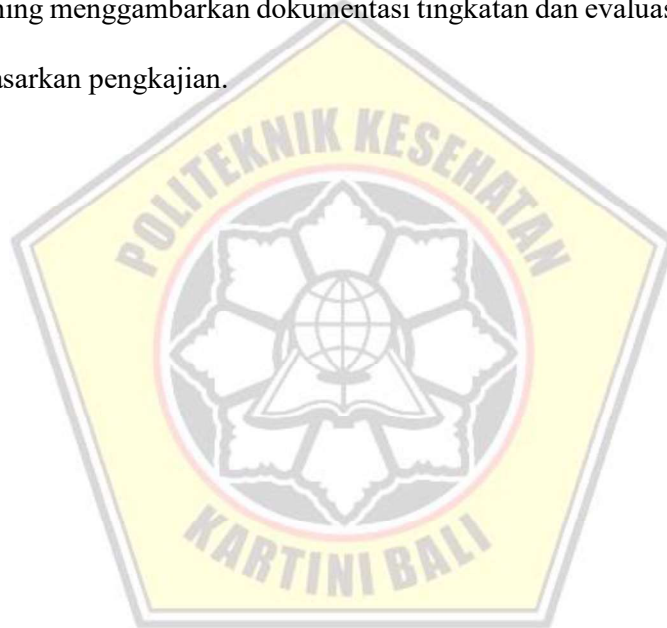 ning menggambarkan dokumentasi tingkatan dan evaluas
asarkan pengkajian.
POLITEKNIK KESEHATAN
KARTINI BALI